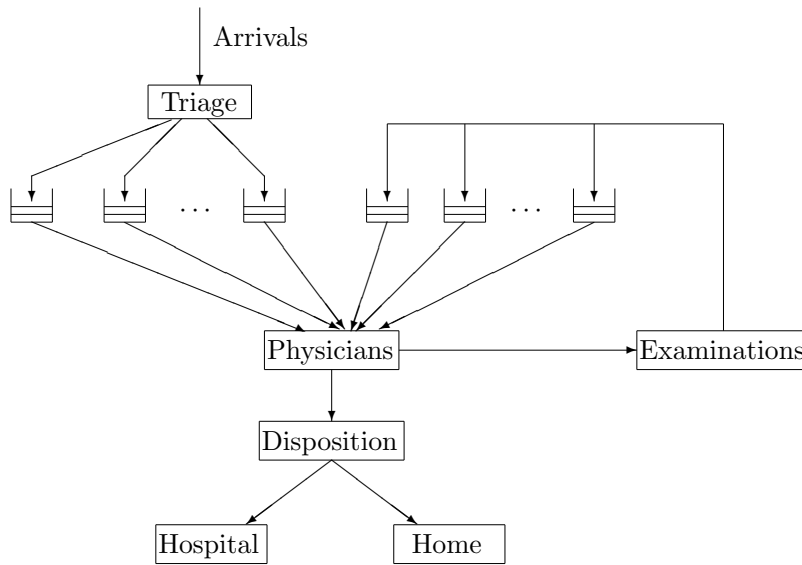 Arrivals
Triage
. . .
. . .
Physicians
Examinations
Disposition
Hospital
Home